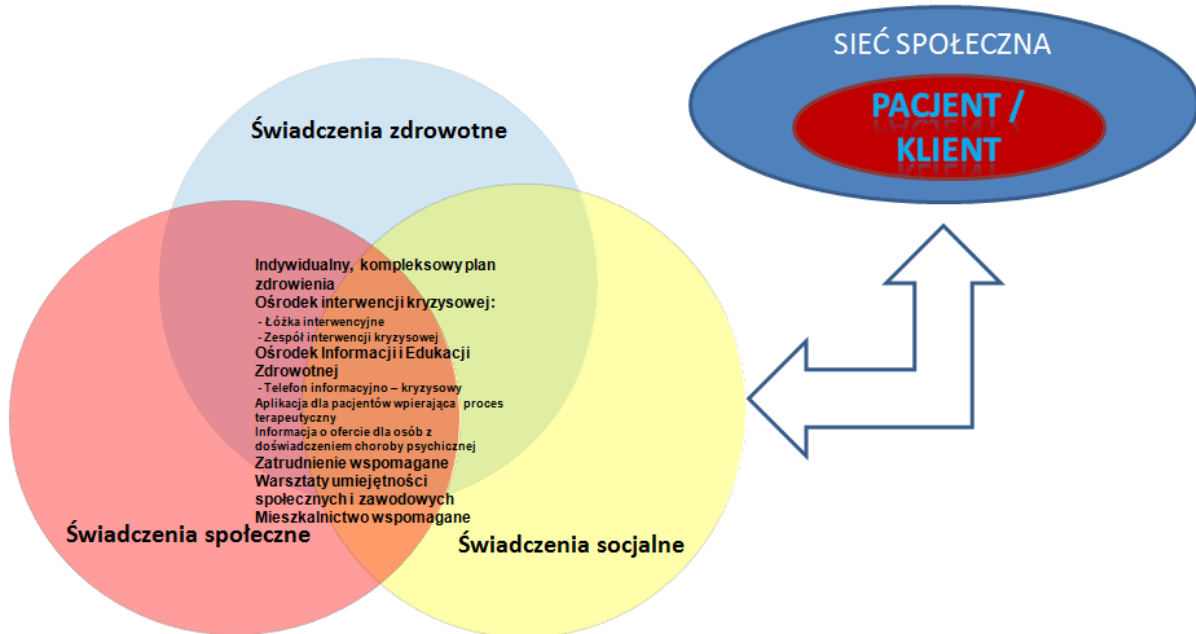 SIEĆ SPOŁECZNA
PACJENT /
KLIENT
Świadczenia zdrowotne
Indywidualny, kompleksowy plan
zdrowienia
Ośrodek interwencji kryzysowej:
- Łóżka interwencyjne
- Zespół interwencji kryzysowej
Ośrodek Informacji i Edukacji
Zdrowotnej
- Telefon informacyjno – kryzysowy
Aplikacja dla pacjentów wpierająca proces
terapeutyczny
Informacja o ofercie dla osób z
doświadczeniem choroby psychicznej
Zatrudnienie wspomagane
Warsztaty umiejętności
społecznych i zawodowych
Mieszkalnictwo wspomagane
Świadczenia społeczne
Świadczenia socjalne